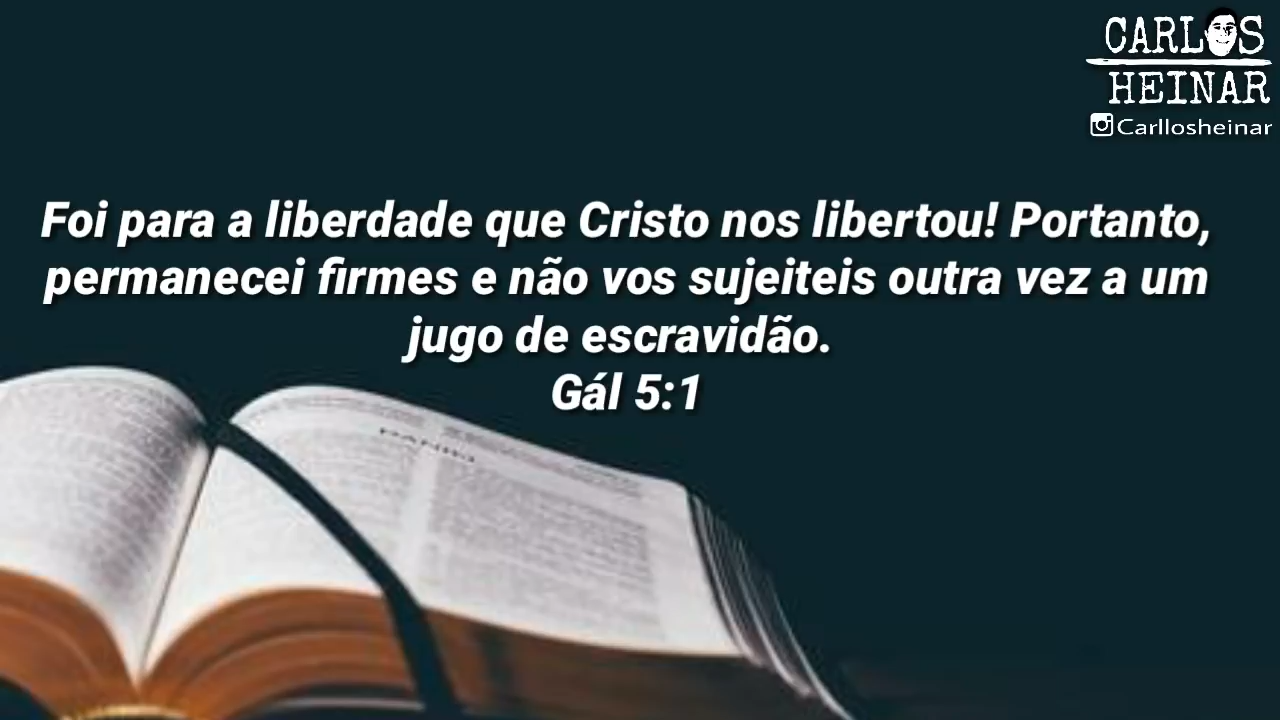 CARLOS
HEINAR
Carllosheinar
Foi para a liberdade que Cristo nos libertou! Portanto,
permanecei firmes e não vos sujeiteis outra vez a um
jugo de escravidão.
Gál 5:1